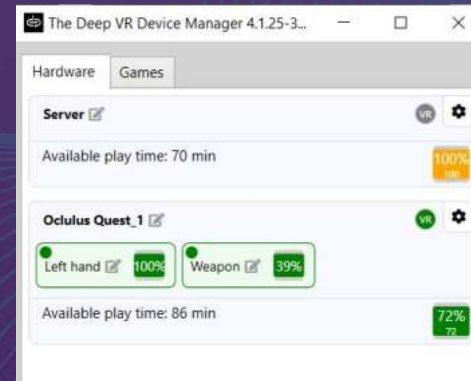 The Deep VR Device Manager 4.1.25-3...
Hardware Games
Server
VR
Available play time: 70 min
100%
100
Oclulus Quest_1
VR
Left hand 100% Weapon 39%
Available play time: 86 min
72%
72